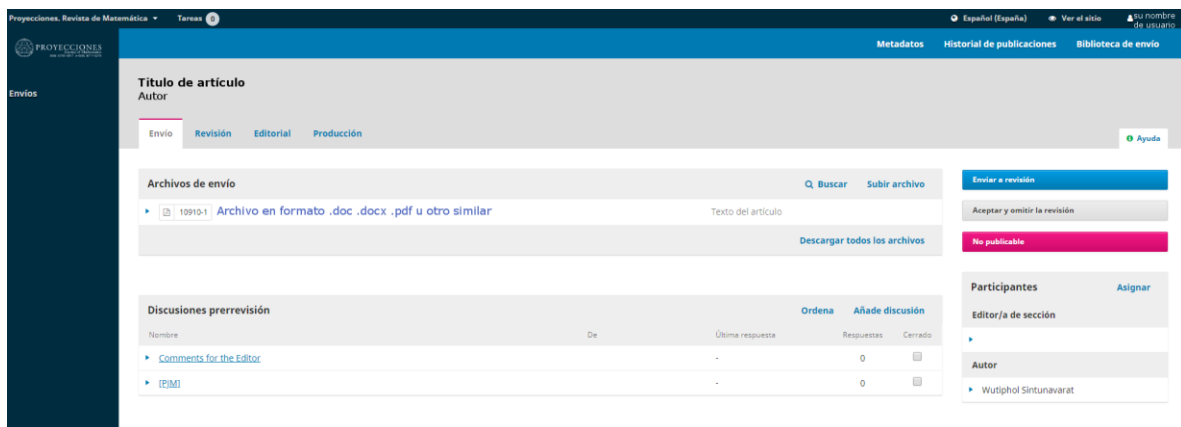 Proyecciones. Revista de Matemática Tareas 0 Español (España) Ver el sitio su nombre de usuario
PROYECCIONES
Metadatos Historial de publicaciones Biblioteca de envío
Envíos
Titulo de artículo
Autor
Envío Revisión Editorial Producción
Ayuda
Archivos de envío Buscar Subir archivo
10910-1 Archivo en formato .doc .docx .pdf u otro similar Texto del artículo
Descargar todos los archivos
Enviar a revisión
Aceptar y omitir la revisión
No publicable
Discusiones prerrevisión Ordena Añade discusión
Nombre De Última respuesta Respuestas Cerrado
Comments for the Editor - 0
[PJM] - 0
Participantes Asignar
Editor/a de sección
Autor
Wutiphol Sintunavarat